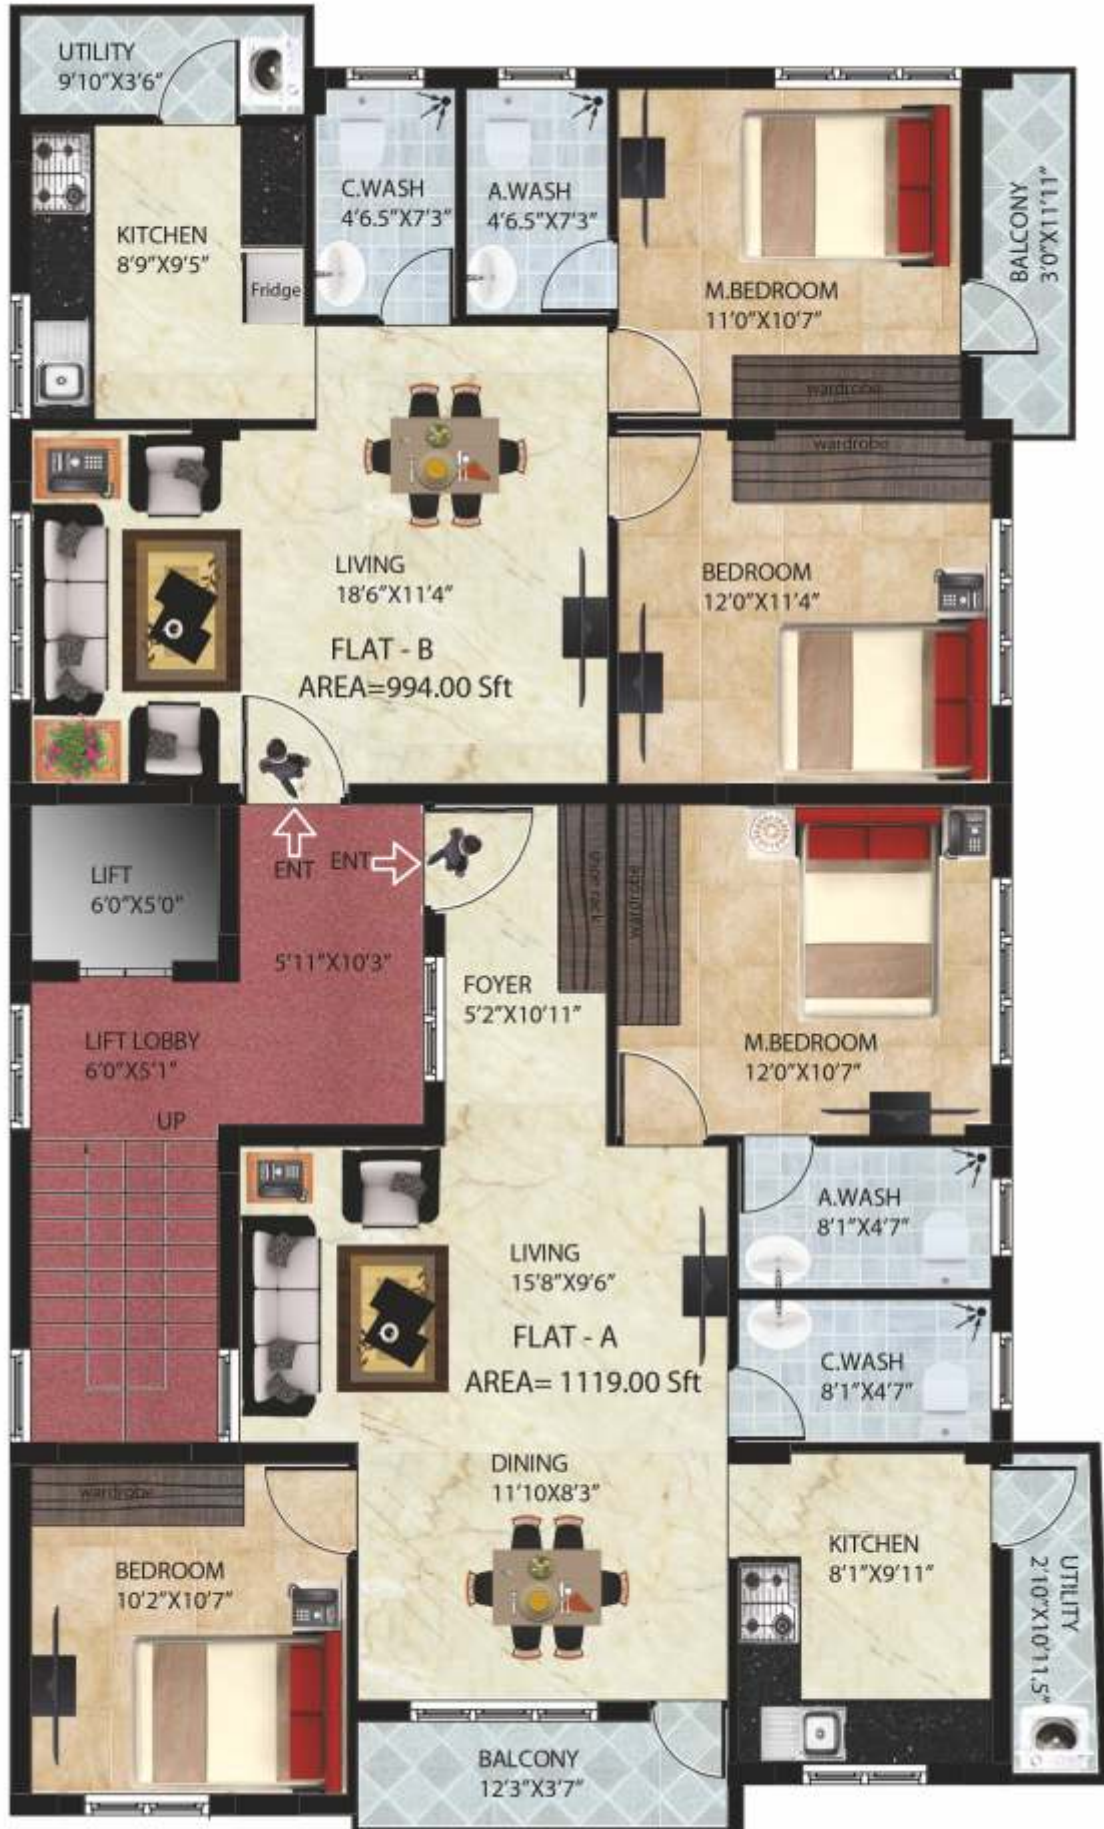 UTILITY
9'10"X3'6"
C.WASH
4'6.5"X7'3"
A.WASH
4'6.5"X7'3"
KITCHEN
8'9"X9'5"
Fridge
M.BEDROOM
11'0"X10'7"
BALCONY
3'0"X11'11"
wardrobe
wardrobe
LIVING
18'6"X11'4"
FLAT - B
AREA=994.00 Sft
BEDROOM
12'0"X11'4"
ENT
ENT
LIFT
6'0"X5'0"
5'11"X10'3"
shoe rack
wardrobe
FOYER
5'2"X10'11"
LIFT LOBBY
6'0"X5'1"
UP
M.BEDROOM
12'0"X10'7"
A.WASH
8'1"X4'7"
LIVING
15'8"X9'6"
FLAT - A
AREA= 1119.00 Sft
C.WASH
8'1"X4'7"
DINING
11'10X8'3"
wardrobe
BEDROOM
10'2"X10'7"
KITCHEN
8'1"X9'11"
UTILITY
2'10"X10'11.5"
BALCONY
12'3"X3'7"